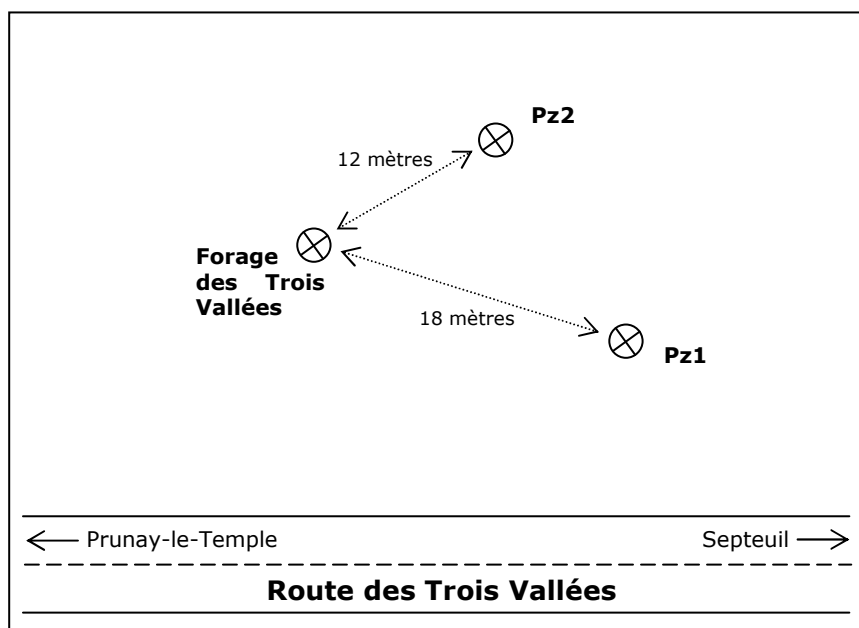 Pz2
12 mètres
Forage
des Trois
Vallées
18 mètres
Pz1
Prunay-le-Temple
Septeuil
Route des Trois Vallées